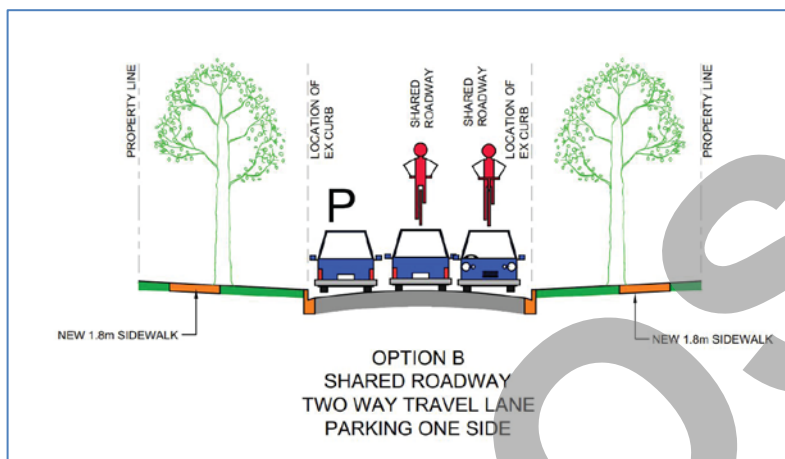 PROPERTY LINE
LOCATION OF
EX CURB
SHARED
ROADWAY
SHARED
ROADWAY
LOCATION OF
EX CURB
PROPERTY LINE
P
NEW 1.8m SIDEWALK
NEW 1.8m SIDEWALK
OPTION B
SHARED ROADWAY
TWO WAY TRAVEL LANE
PARKING ONE SIDE